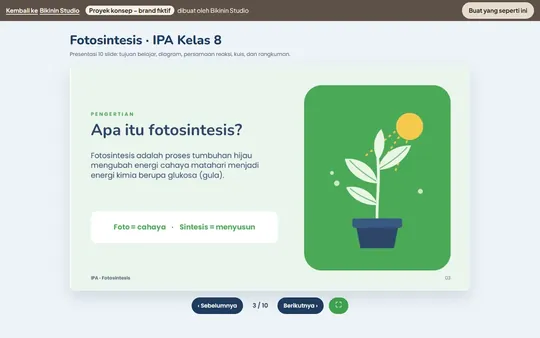 Kembali ke Bikinin Studio
Proyek konsep – brand fiktif
dibuat oleh Bikinin Studio
Buat yang seperti ini
Fotosintesis · IPA Kelas 8
Presentasi 10 slide: tujuan belajar, diagram, persamaan reaksi, kuis, dan rangkuman.
PENGERTIAN
Apa itu fotosintesis?
Fotosintesis adalah proses tumbuhan hijau
mengubah energi cahaya matahari menjadi
energi kimia berupa glukosa (gula).
Foto = cahaya · Sintesis = menyusun
IPA · Fotosintesis
‹ Sebelumnya
3 / 10
Berikutnya ›